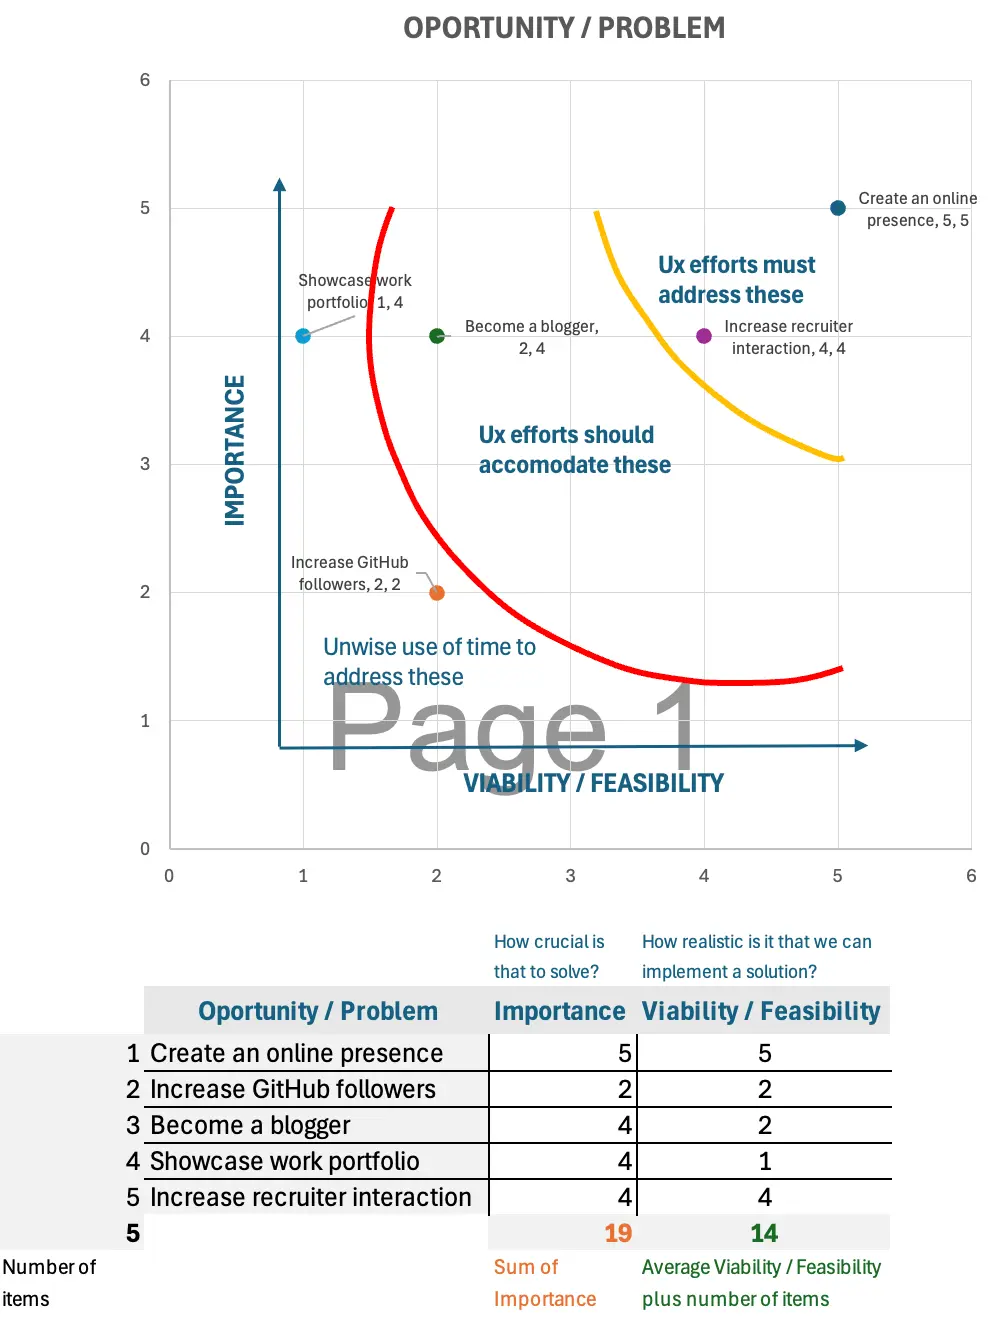 OPORTUNITY / PROBLEM
6
5
4
3
2
1
0
0 1 2 3 4 5 6
IMPORTANCE
VIABILITY / FEASIBILITY
Create an online
presence, 5, 5
Ux efforts must
address these
Showcase work
portfolio, 1, 4
Become a blogger,
2, 4
Increase recruiter
interaction, 4, 4
Ux efforts should
accomodate these
Increase GitHub
followers, 2, 2
Unwise use of time to
address these
Page 1
How crucial is
that to solve?
How realistic is it that we can
implement a solution?
Oportunity / Problem Importance Viability / Feasibility
1 Create an online presence 5 5
2 Increase GitHub followers 2 2
3 Become a blogger 4 2
4 Showcase work portfolio 4 1
5 Increase recruiter interaction 4 4
5 19 14
Number of
items
Sum of
Importance
Average Viability / Feasibility
plus number of items